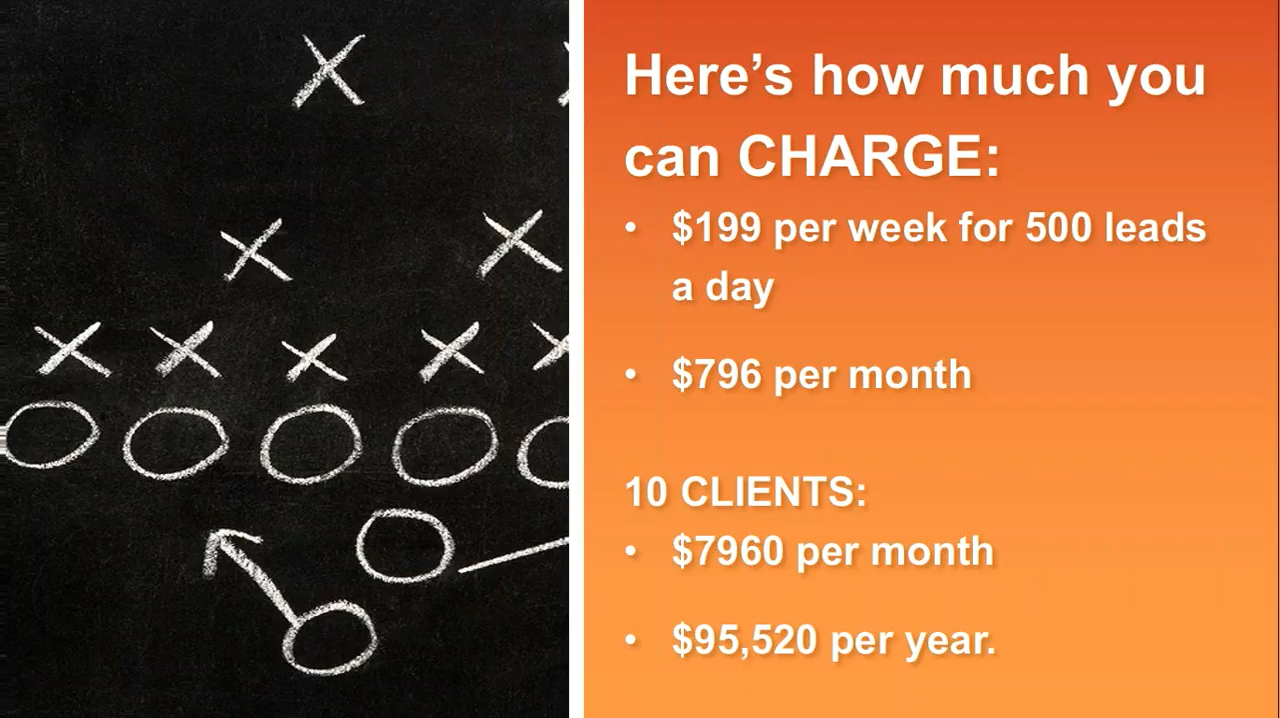 Here’s how much you
can CHARGE:
• $199 per week for 500 leads
a day
• $796 per month
10 CLIENTS:
• $7960 per month
• $95,520 per year.